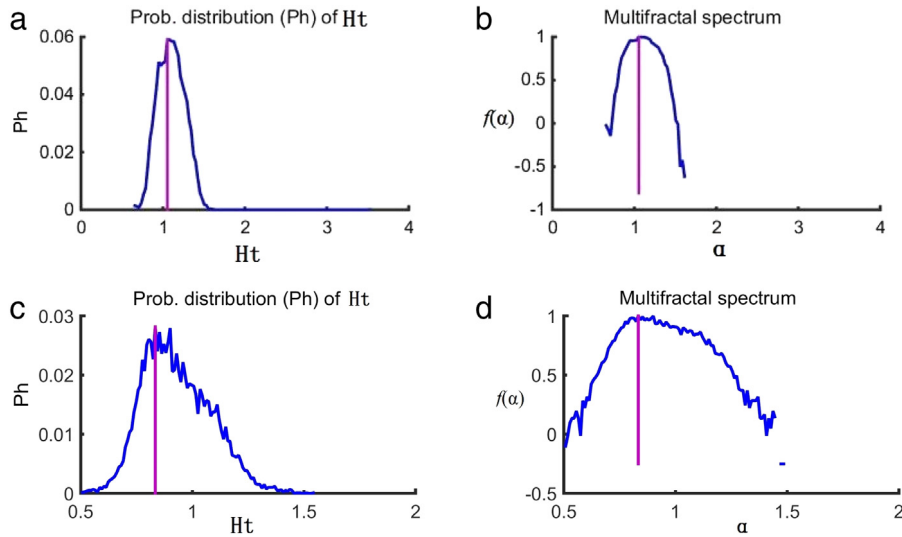 a
Prob. distribution (Ph) of Ht
0.06
0.04
0.02
0
Ph
0 1 2 3 4
Ht
b
Multifractal spectrum
1
0.5
0
-0.5
-1
f(α)
0 1 2 3 4
α
c
Prob. distribution (Ph) of Ht
0.03
0.02
0.01
0
Ph
0.5 1 1.5 2
Ht
d
Multifractal spectrum
1
0.5
0
-0.5
f(α)
0.5 1 1.5 2
α